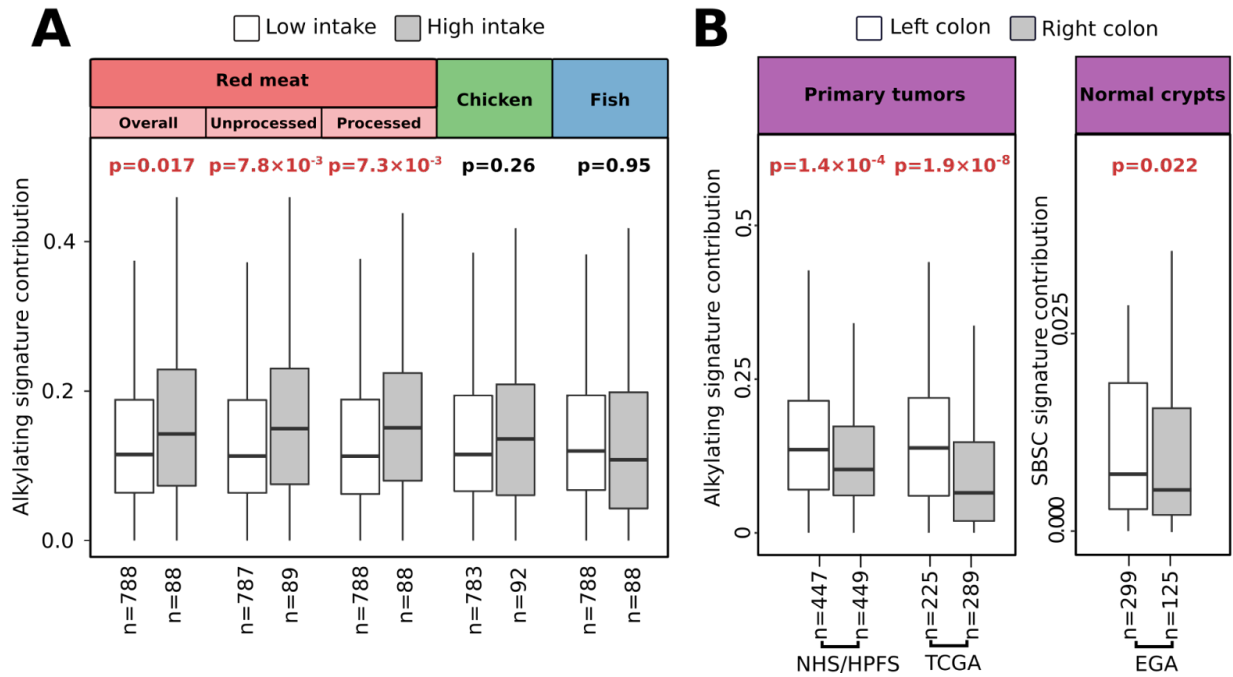 A
Low intake
High intake
Red meat
Chicken
Fish
Overall
Unprocessed
Processed
p=0.017
p=7.8×10⁻³
p=7.3×10⁻³
p=0.26
p=0.95
Alkylating signature contribution
0.4
0.2
0.0
n=788
n=88
n=787
n=89
n=788
n=88
n=783
n=92
n=788
n=88
B
Left colon
Right colon
Primary tumors
p=1.4×10⁻⁴
p=1.9×10⁻⁸
Alkylating signature contribution
0.5
0.25
0
n=447
n=449
n=225
n=289
NHS/HPFS
TCGA
Normal crypts
p=0.022
SBSC signature contribution
0.025
0.000
n=299
n=125
EGA